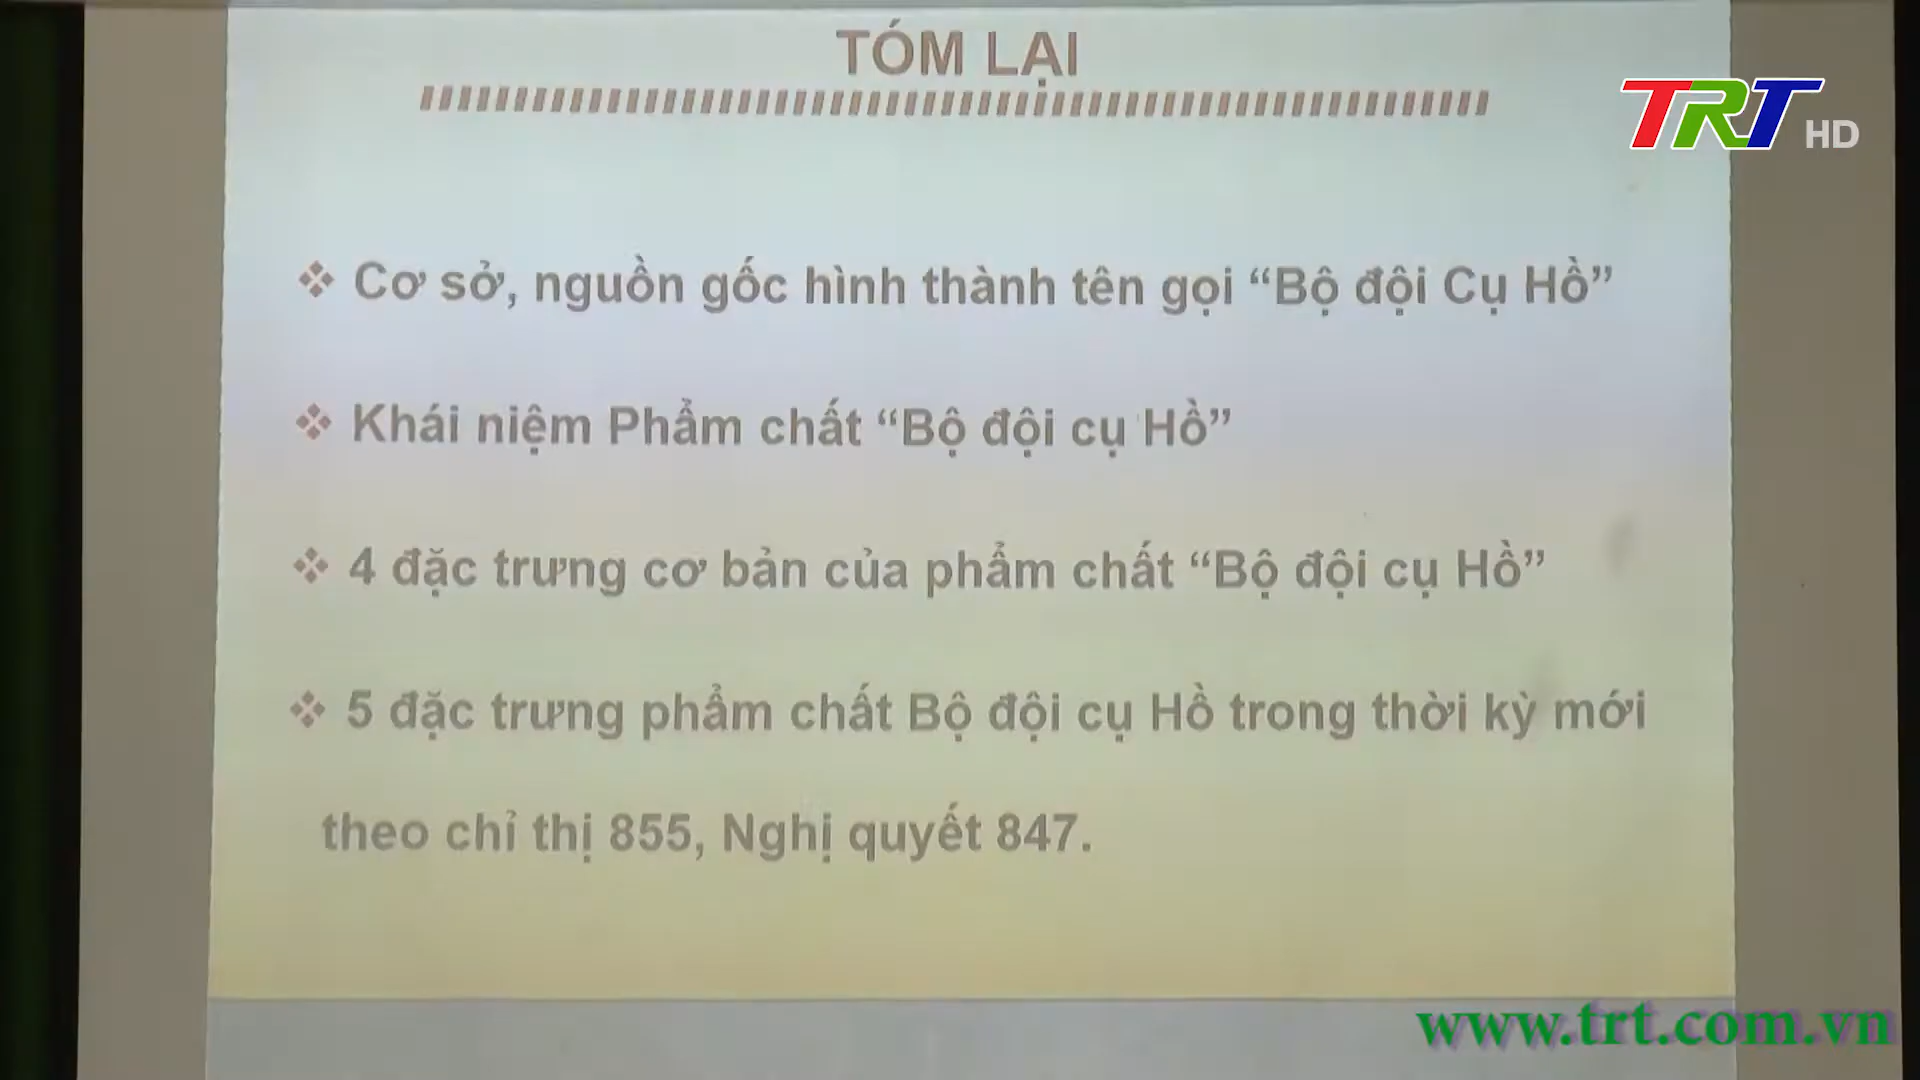 TÓM LẠI
TRT HD
❖ Cơ sở, nguồn gốc hình thành tên gọi “Bộ đội Cụ Hồ”
❖ Khái niệm Phẩm chất “Bộ đội cụ Hồ”
❖ 4 đặc trưng cơ bản của phẩm chất “Bộ đội cụ Hồ”
❖ 5 đặc trưng phẩm chất Bộ đội cụ Hồ trong thời kỳ mới
theo chỉ thị 855, Nghị quyết 847.
www.trt.com.vn